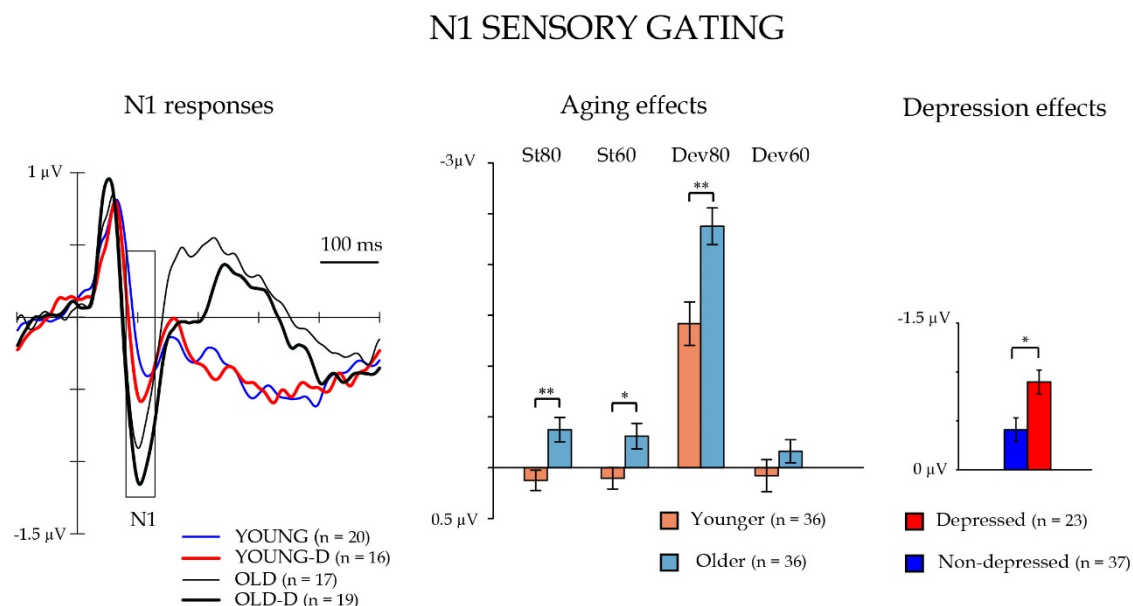 N1 SENSORY GATING
N1 responses
1 µV
100 ms
N1
-1.5 µV
YOUNG (n = 20)
YOUNG-D (n = 16)
OLD (n = 17)
OLD-D (n = 19)
Aging effects
St80 St60 Dev80 Dev60
-3µV
**
**
*
0.5 µV
Younger (n = 36)
Older (n = 36)
Depression effects
-1.5 µV
*
0 µV
Depressed (n = 23)
Non-depressed (n = 37)